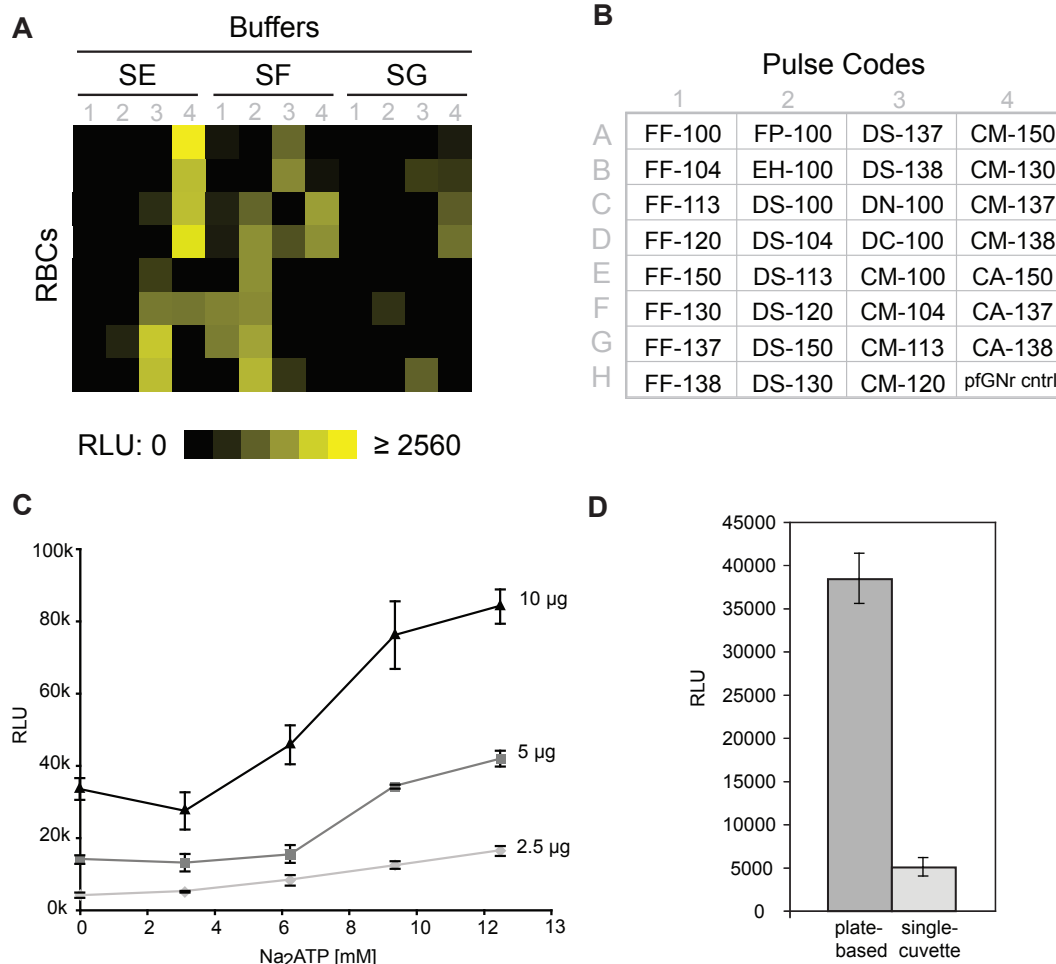 A
Buffers
SE SF SG
1 2 3 4 1 2 3 4 1 2 3 4
RBCs
RLU: 0 ≥ 2560
B
Pulse Codes
1 2 3 4
A FF-100 FP-100 DS-137 CM-150
B FF-104 EH-100 DS-138 CM-130
C FF-113 DS-100 DN-100 CM-137
D FF-120 DS-104 DC-100 CM-138
E FF-150 DS-113 CM-100 CA-150
F FF-130 DS-120 CM-104 CA-137
G FF-137 DS-150 CM-113 CA-138
H FF-138 DS-130 CM-120 pfGNr cntrl
C
100k
80k
60k
40k
20k
0k
RLU
10 µg
5 µg
2.5 µg
0 2 4 6 8 10 12 13
Na₂ATP [mM]
D
45000
40000
35000
30000
25000
20000
15000
10000
5000
0
RLU
plate- single-
based cuvette